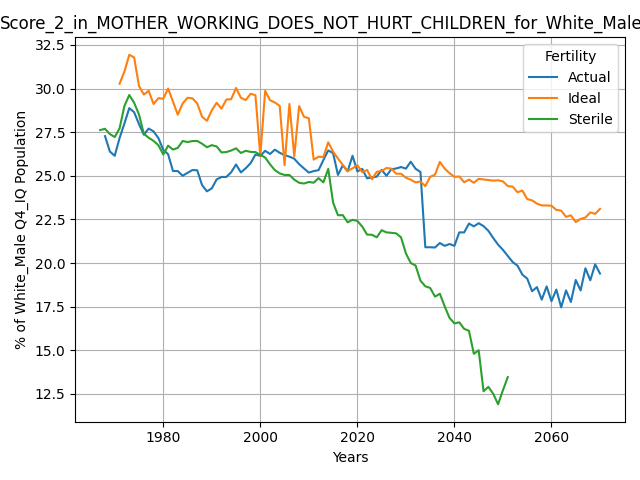 Score_2_in_MOTHER_WORKING_DOES_NOT_HURT_CHILDREN_for_White_Male
32.5
30.0
27.5
25.0
22.5
20.0
17.5
15.0
12.5
% of White_Male Q4_IQ Population
Fertility
Actual
Ideal
Sterile
1980
2000
2020
2040
2060
Years